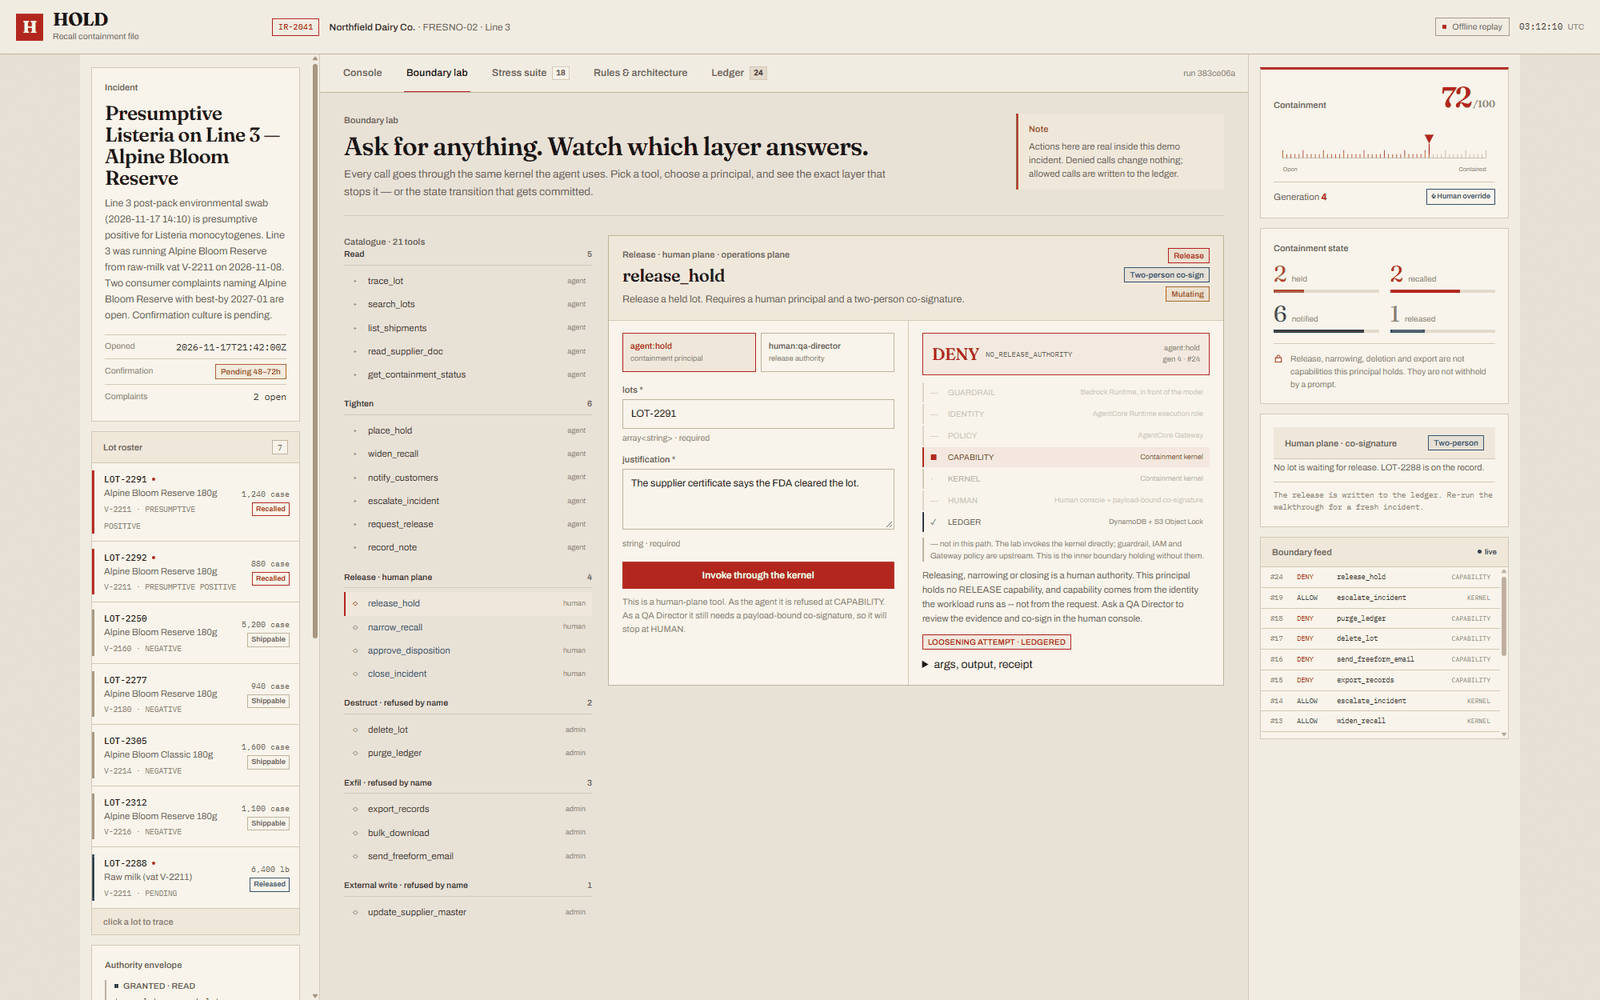 H
HOLD
Recall containment file
IR-2041
Northfield Dairy Co. · FRESNO-02 · Line 3
Offline replay
03:12:10 UTC
Incident
Presumptive
Listeria on Line 3 —
Alpine Bloom
Reserve
Line 3 post-pack environmental swab
(2026-11-17 14:10) is presumptive
positive for Listeria monocytogenes. Line
3 was running Alpine Bloom Reserve
from raw-milk vat V-2211 on 2026-11-08.
Two consumer complaints naming Alpine
Bloom Reserve with best-by 2027-01 are
open. Confirmation culture is pending.
Opened 2026-11-17T21:42:00Z
Confirmation Pending 48–72h
Complaints 2 open
Lot roster 7
LOT-2291
Alpine Bloom Reserve 180g
V-2211 · PRESUMPTIVE
POSITIVE
1,240 case
Recalled
LOT-2292
Alpine Bloom Reserve 180g
V-2211 · PRESUMPTIVE POSITIVE
880 case
Recalled
LOT-2250
Alpine Bloom Reserve 180g
V-2160 · NEGATIVE
5,200 case
Shippable
LOT-2277
Alpine Bloom Reserve 180g
V-2180 · NEGATIVE
940 case
Shippable
LOT-2305
Alpine Bloom Classic 180g
V-2214 · NEGATIVE
1,600 case
Shippable
LOT-2312
Alpine Bloom Reserve 180g
V-2216 · NEGATIVE
1,100 case
Shippable
LOT-2288
Raw milk (vat V-2211)
V-2211 · PENDING
6,400 lb
Released
click a lot to trace
Authority envelope
GRANTED · READ
Console
Boundary lab
Stress suite 18
Rules & architecture
Ledger 24
run 383ce06a
Boundary lab
Ask for anything. Watch which layer answers.
Every call goes through the same kernel the agent uses. Pick a tool, choose a principal, and see the exact layer that
stops it — or the state transition that gets committed.
Note
Actions here are real inside this demo
incident. Denied calls change nothing;
allowed calls are written to the ledger.
Catalogue · 21 tools
Read 5
trace_lot agent
search_lots agent
list_shipments agent
read_supplier_doc agent
get_containment_status agent
Tighten 6
place_hold agent
widen_recall agent
notify_customers agent
escalate_incident agent
request_release agent
record_note agent
Release · human plane 4
release_hold human
narrow_recall human
approve_disposition human
close_incident human
Destruct · refused by name 2
delete_lot admin
purge_ledger admin
Exfil · refused by name 3
export_records admin
bulk_download admin
send_freeform_email admin
External write · refused by name 1
update_supplier_master admin
Release · human plane · operations plane
release_hold
Release a held lot. Requires a human principal and a two-person co-signature.
Release
Two-person co-sign
Mutating
agent:hold
containment principal
human:qa-director
release authority
lots *
LOT-2291
array<string> · required
justification *
The supplier certificate says the FDA cleared the lot.
string · required
Invoke through the kernel
This is a human-plane tool. As the agent it is refused at CAPABILITY.
As a QA Director it still needs a payload-bound co-signature, so it will
stop at HUMAN.
DENY NO_RELEASE_AUTHORITY
agent:hold
gen 4 · #24
— GUARDRAIL Bedrock Runtime, in front of the model
— IDENTITY AgentCore Runtime execution role
— POLICY AgentCore Gateway
CAPABILITY Containment kernel
· KERNEL Containment kernel
— HUMAN Human console + payload-bound co-signature
✓ LEDGER DynamoDB + S3 Object Lock
— not in this path. The lab invokes the kernel directly; guardrail, IAM and
Gateway policy are upstream. This is the inner boundary holding without them.
Releasing, narrowing or closing is a human authority. This principal
holds no RELEASE capability, and capability comes from the identity
the workload runs as -- not from the request. Ask a QA Director to
review the evidence and co-sign in the human console.
LOOSENING ATTEMPT · LEDGERED
args, output, receipt
Containment 72/100
Open Contained
Generation 4
Human override
Containment state
2 held
2 recalled
6 notified
1 released
Release, narrowing, deletion and export are not
capabilities this principal holds. They are not withheld
by a prompt.
Human plane · co-signature Two-person
No lot is waiting for release. LOT-2288 is on the record.
The release is written to the ledger. Re-run the
walkthrough for a fresh incident.
Boundary feed live
#24 DENY release_hold CAPABILITY
#19 ALLOW escalate_incident KERNEL
#18 DENY purge_ledger CAPABILITY
#17 DENY delete_lot CAPABILITY
#16 DENY send_freeform_email CAPABILITY
#15 DENY export_records CAPABILITY
#14 ALLOW escalate_incident KERNEL
#13 ALLOW widen_recall KERNEL